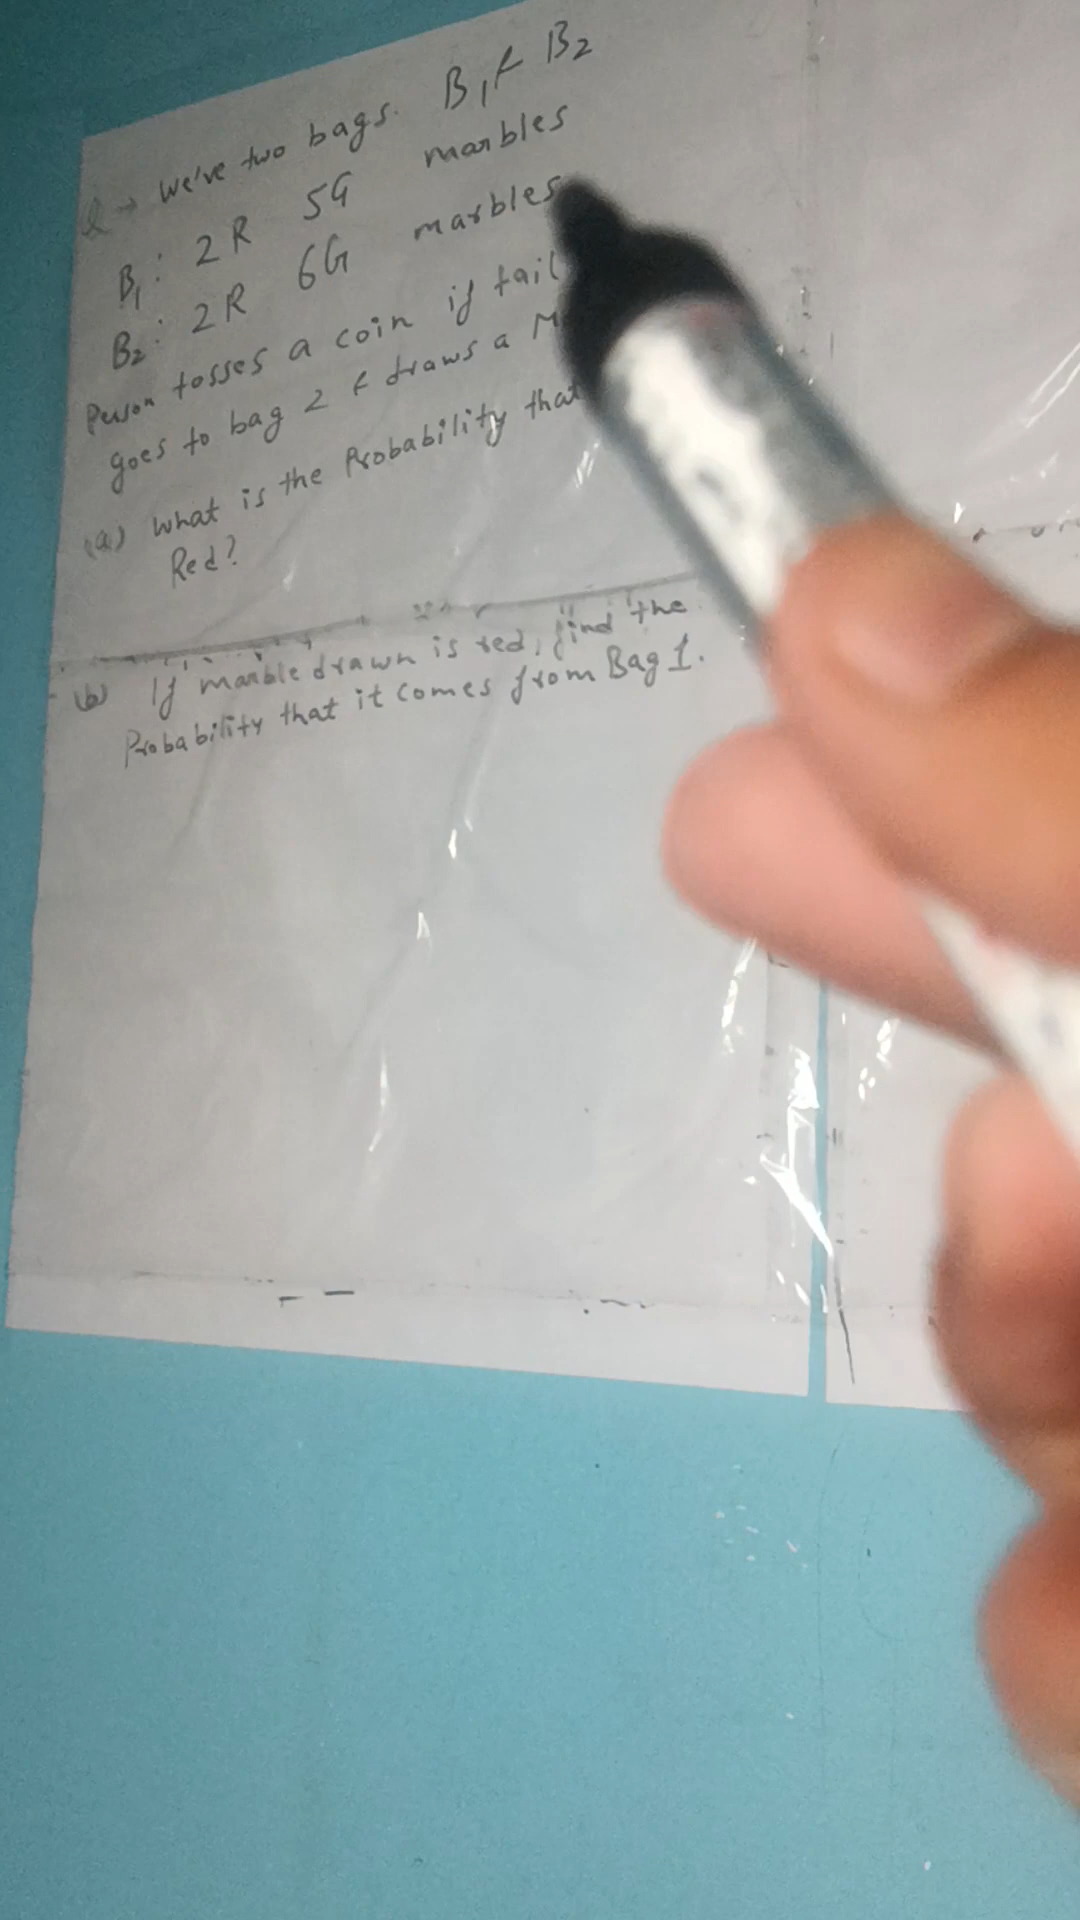 We've two bags. B1 & B2
B1: 2R 5G marbles
B2: 2R 6G marbles
Person tosses a coin if tail
goes to bag 2 & draws a M
(a) What is the Probability that
Red?
(b) If marble drawn is red, find the
Probability that it comes from Bag 1.